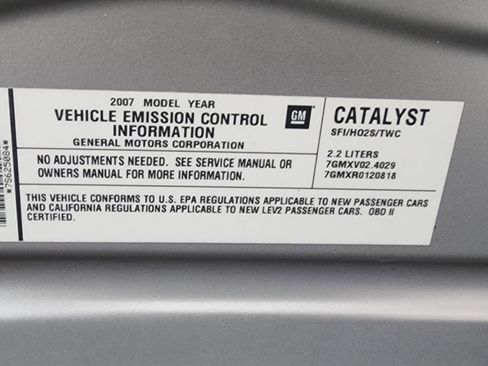 2007 MODEL YEAR
VEHICLE EMISSION CONTROL
INFORMATION
GENERAL MOTORS CORPORATION
GM
CATALYST
SFI/HO2S/TWC
NO ADJUSTMENTS NEEDED. SEE SERVICE MANUAL OR
OWNERS MANUAL FOR MORE INFORMATION.
2.2 LITERS
7GMXV02.4029
7GMXR0120818
THIS VEHICLE CONFORMS TO U.S. EPA REGULATIONS APPLICABLE TO NEW PASSENGER CARS
AND CALIFORNIA REGULATIONS APPLICABLE TO NEW LEV2 PASSENGER CARS. OBD II
CERTIFIED.
*7S625084*